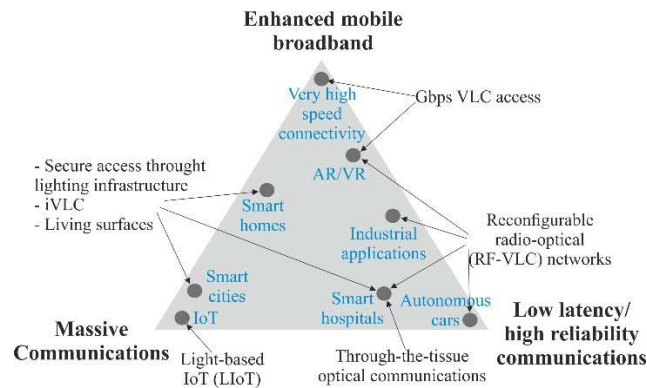 Enhanced mobile
broadband
Very high
speed
connectivity
Gbps VLC access
AR/VR
- Secure access throught
lighting infrastructure
- iVLC
- Living surfaces
Smart
homes
Industrial
applications
Reconfigurable
radio-optical
(RF-VLC) networks
Smart
cities
IoT
Smart
hospitals
Autonomous
cars
Massive
Communications
Low latency/
high reliability
communications
Light-based
IoT (LIoT)
Through-the-tissue
optical communications